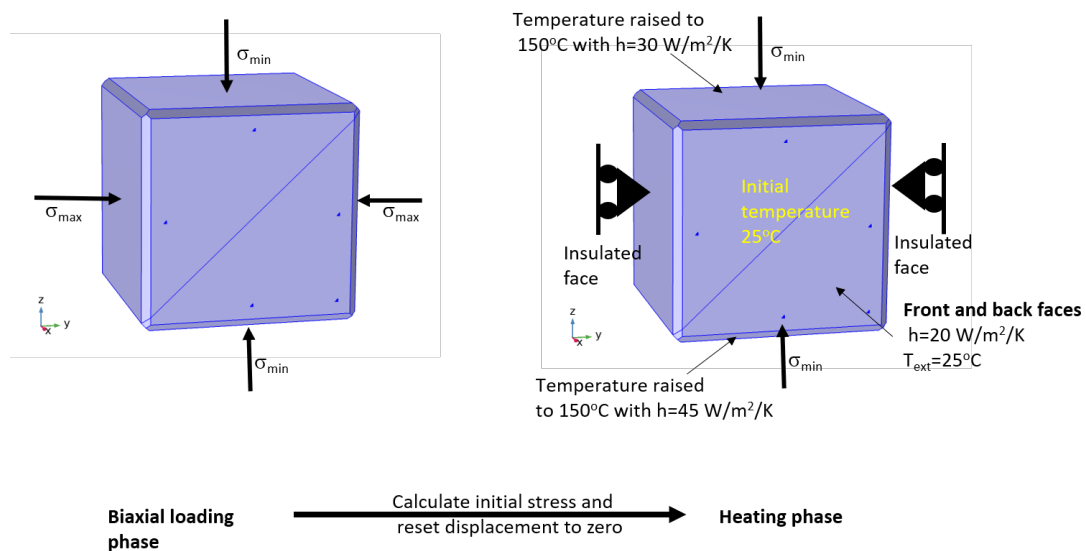 σmin
σmax
σmax
σmin
z
y
x
Temperature raised to
150°C with h=30 W/m²/K
σmin
Initial
temperature
25°C
Insulated
face
Insulated
face
Front and back faces
h=20 W/m²/K
Text=25°C
z
y
x
σmin
Temperature raised
to 150°C with h=45 W/m²/K
Biaxial loading
phase
Calculate initial stress and
reset displacement to zero
Heating phase